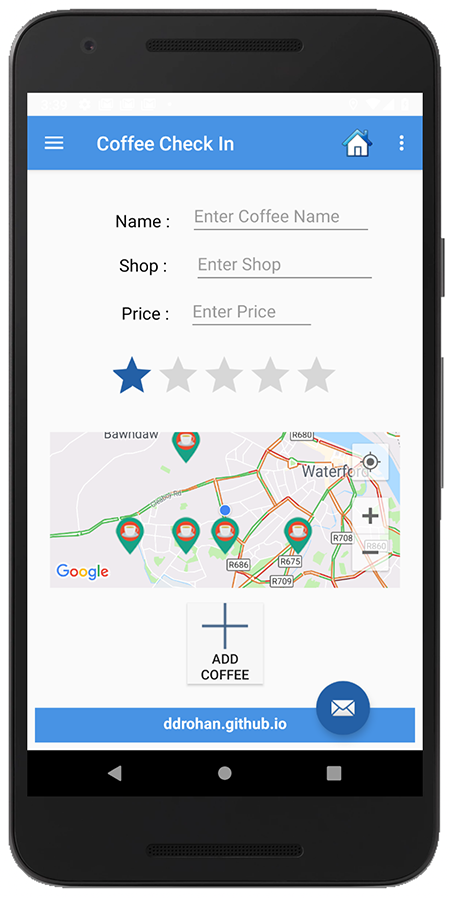 3:29
Coffee Check In
Name :
Enter Coffee Name
Shop :
Enter Shop
Price :
Enter Price
Bawndaw
R680
Waterford
R708
R860
R686
R675
R709
Google
ADD
COFFEE
ddrohan.github.io